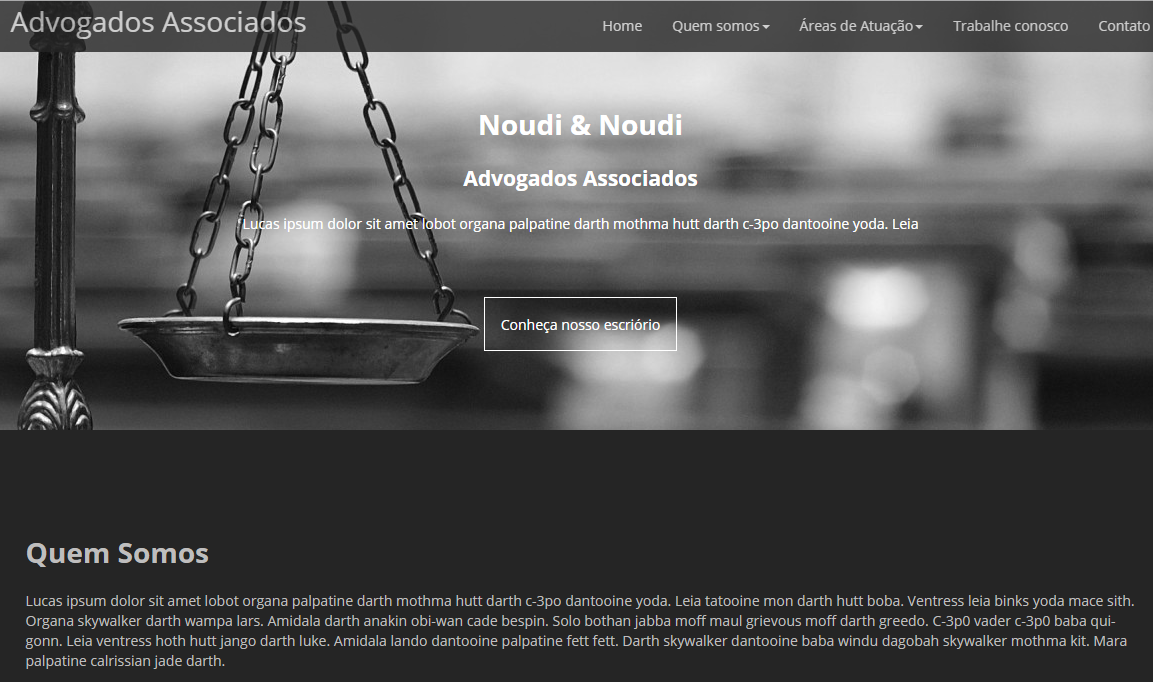 Advogados Associados
Home Quem somos Áreas de Atuação Trabalhe conosco Contato
Noudi & Noudi
Advogados Associados
Lucas ipsum dolor sit amet lobot organa palpatine darth mothma hutt darth c-3po dantooine yoda. Leia
Conheça nosso escriório
Quem Somos
Lucas ipsum dolor sit amet lobot organa palpatine darth mothma hutt darth c-3po dantooine yoda. Leia tatooine mon darth hutt boba. Ventress leia binks yoda mace sith.
Organa skywalker darth wampa lars. Amidala darth anakin obi-wan cade bespin. Solo bothan jabba moff maul grievous moff darth greedo. C-3p0 vader c-3p0 baba qui-
gonn. Leia ventress hoth hutt jango darth luke. Amidala lando dantooine palpatine fett fett. Darth skywalker dantooine baba windu dagobah skywalker mothma kit. Mara
palpatine calrissian jade darth.